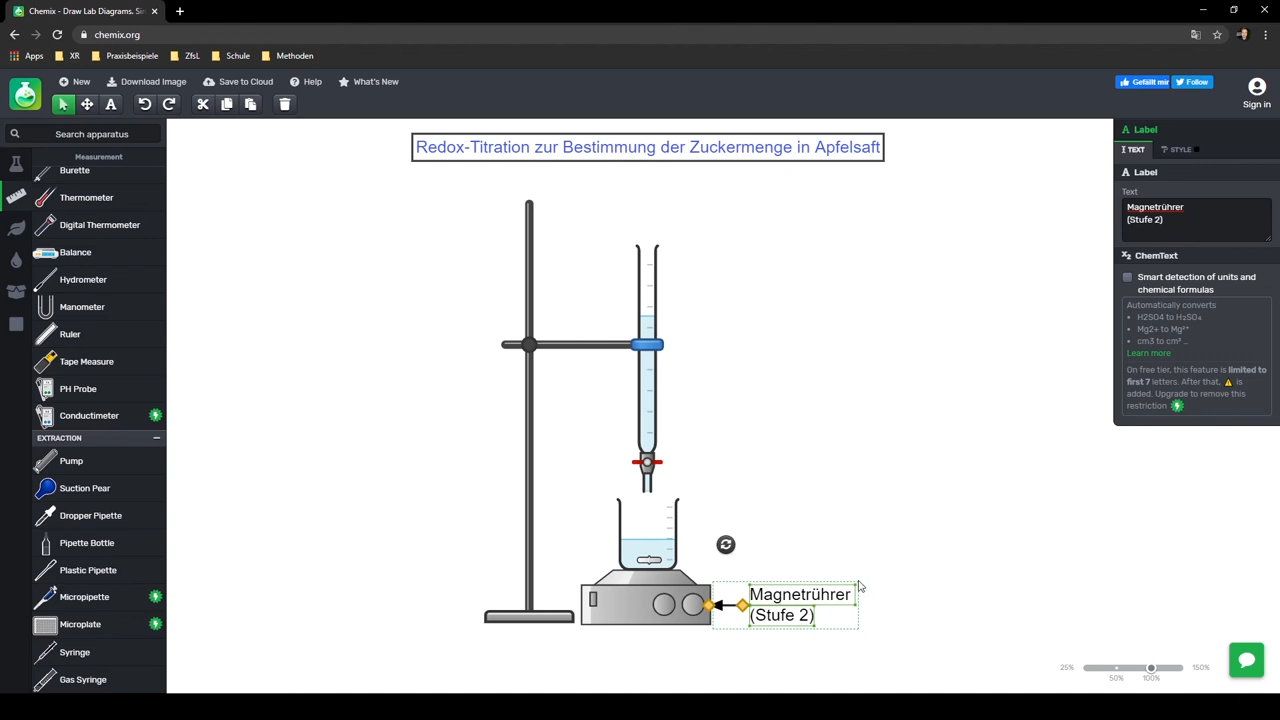 Chemix - Draw Lab Diagrams. Si
chemix.org
Apps
XR
Praxisbeispiele
ZfsL
Schule
Methoden
New
Download Image
Save to Cloud
Help
What's New
Gefällt mir
Follow
Sign in
Search apparatus
Measurement
Burette
Thermometer
Digital Thermometer
Balance
Hydrometer
Manometer
Ruler
Tape Measure
PH Probe
Conductimeter
EXTRACTION
Pump
Suction Pear
Dropper Pipette
Pipette Bottle
Plastic Pipette
Micropipette
Microplate
Syringe
Gas Syringe
Redox-Titration zur Bestimmung der Zuckermenge in Apfelsaft
Magnetrührer
(Stufe 2)
Label
TEXT
STYLE
Label
Text
Magnetrührer
(Stufe 2)
ChemText
Smart detection of units and
chemical formulas
Automatically converts
• H2SO4 to H₂SO₄
• Mg2+ to Mg²⁺
• cm3 to cm³ ...
Learn more
On free tier, this feature is limited to
first 7 letters. After that, ⚠ is
added. Upgrade to remove this
restriction
25%
50%
100%
150%